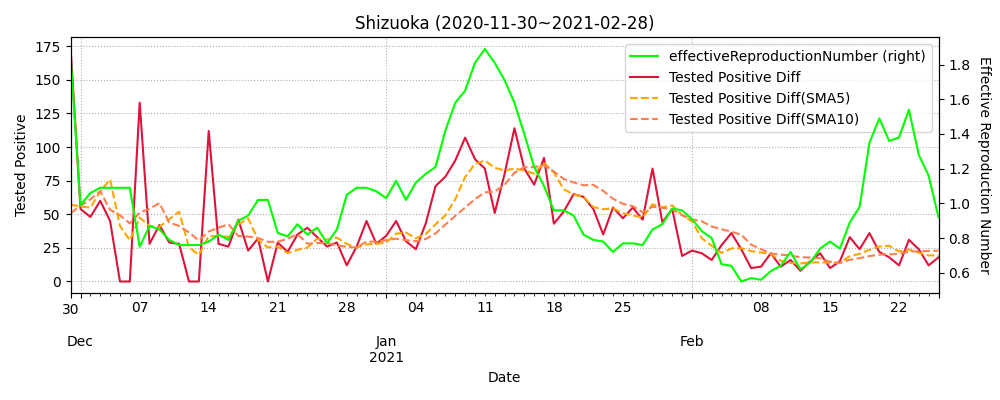 Shizuoka (2020-11-30~2021-02-28)
effectiveReproductionNumber (right)
Tested Positive Diff
Tested Positive Diff(SMA5)
Tested Positive Diff(SMA10)
Tested Positive
175
150
125
100
75
50
25
0
Effective Reproduction Number
1.8
1.6
1.4
1.2
1.0
0.8
0.6
30 07 14 21 28 04 11 18 25 08 15 22
Dec Jan Feb
2021
Date